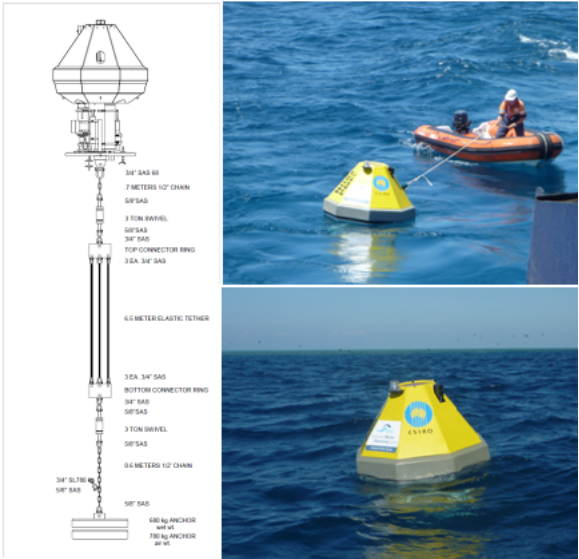 3/4" SAS 60
.7 METERS 1/2" CHAIN
5/8"SAS
3 TON SWIVEL
5/8"SAS
3/4" SAS
TOP CONNECTOR RING
3 EA. 3/4" SAS
6.5 METER ELASTIC TETHER
3 EA. 3/4" SAS
BOTTOM CONNECTOR RING
3/4" SAS
5/8" SAS
3 TON SWIVEL
5/8"SAS
0.6 METERS 1/2" CHAIN
3/4" SL780
5/8" SAS
5/8" SAS
680 kg ANCHOR
wet wt
780 kg ANCHOR
air wt
CSIRO